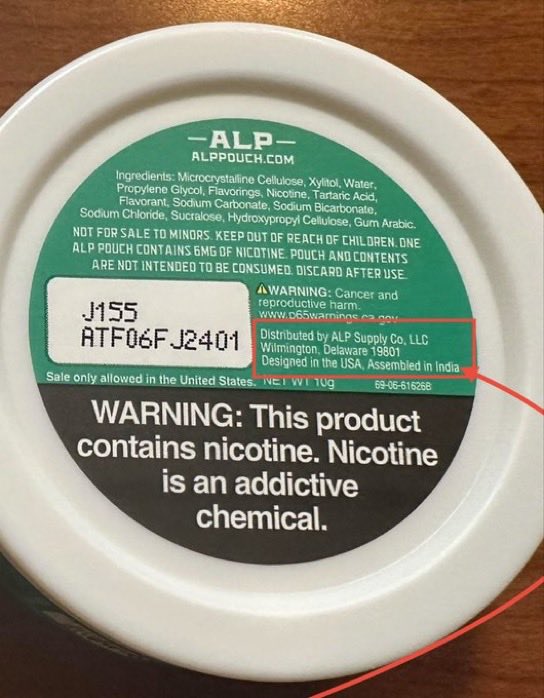 —ALP—
ALPPOUCH.COM
Ingredients: Microcrystalline Cellulose, Xylitol, Water,
Propylene Glycol, Flavorings, Nicotine, Tartaric Acid,
Flavorant, Sodium Carbonate, Sodium Bicarbonate,
Sodium Chloride, Sucralose, Hydroxypropyl Cellulose, Gum Arabic.
NOT FOR SALE TO MINORS. KEEP OUT OF REACH OF CHILDREN. ONE
ALP POUCH CONTAINS 6MG OF NICOTINE. POUCH AND CONTENTS
ARE NOT INTENDED TO BE CONSUMED. DISCARD AFTER USE.
J155
ATF06FJ2401
⚠WARNING: Cancer and
reproductive harm.
www.p65warnings.ca.gov
Distributed by ALP Supply Co, LLC
Wilmington, Delaware 19801
Designed in the USA, Assembled in India
Sale only allowed in the United States. NET WT 10g 69-06-61626B
WARNING: This product
contains nicotine. Nicotine
is an addictive
chemical.